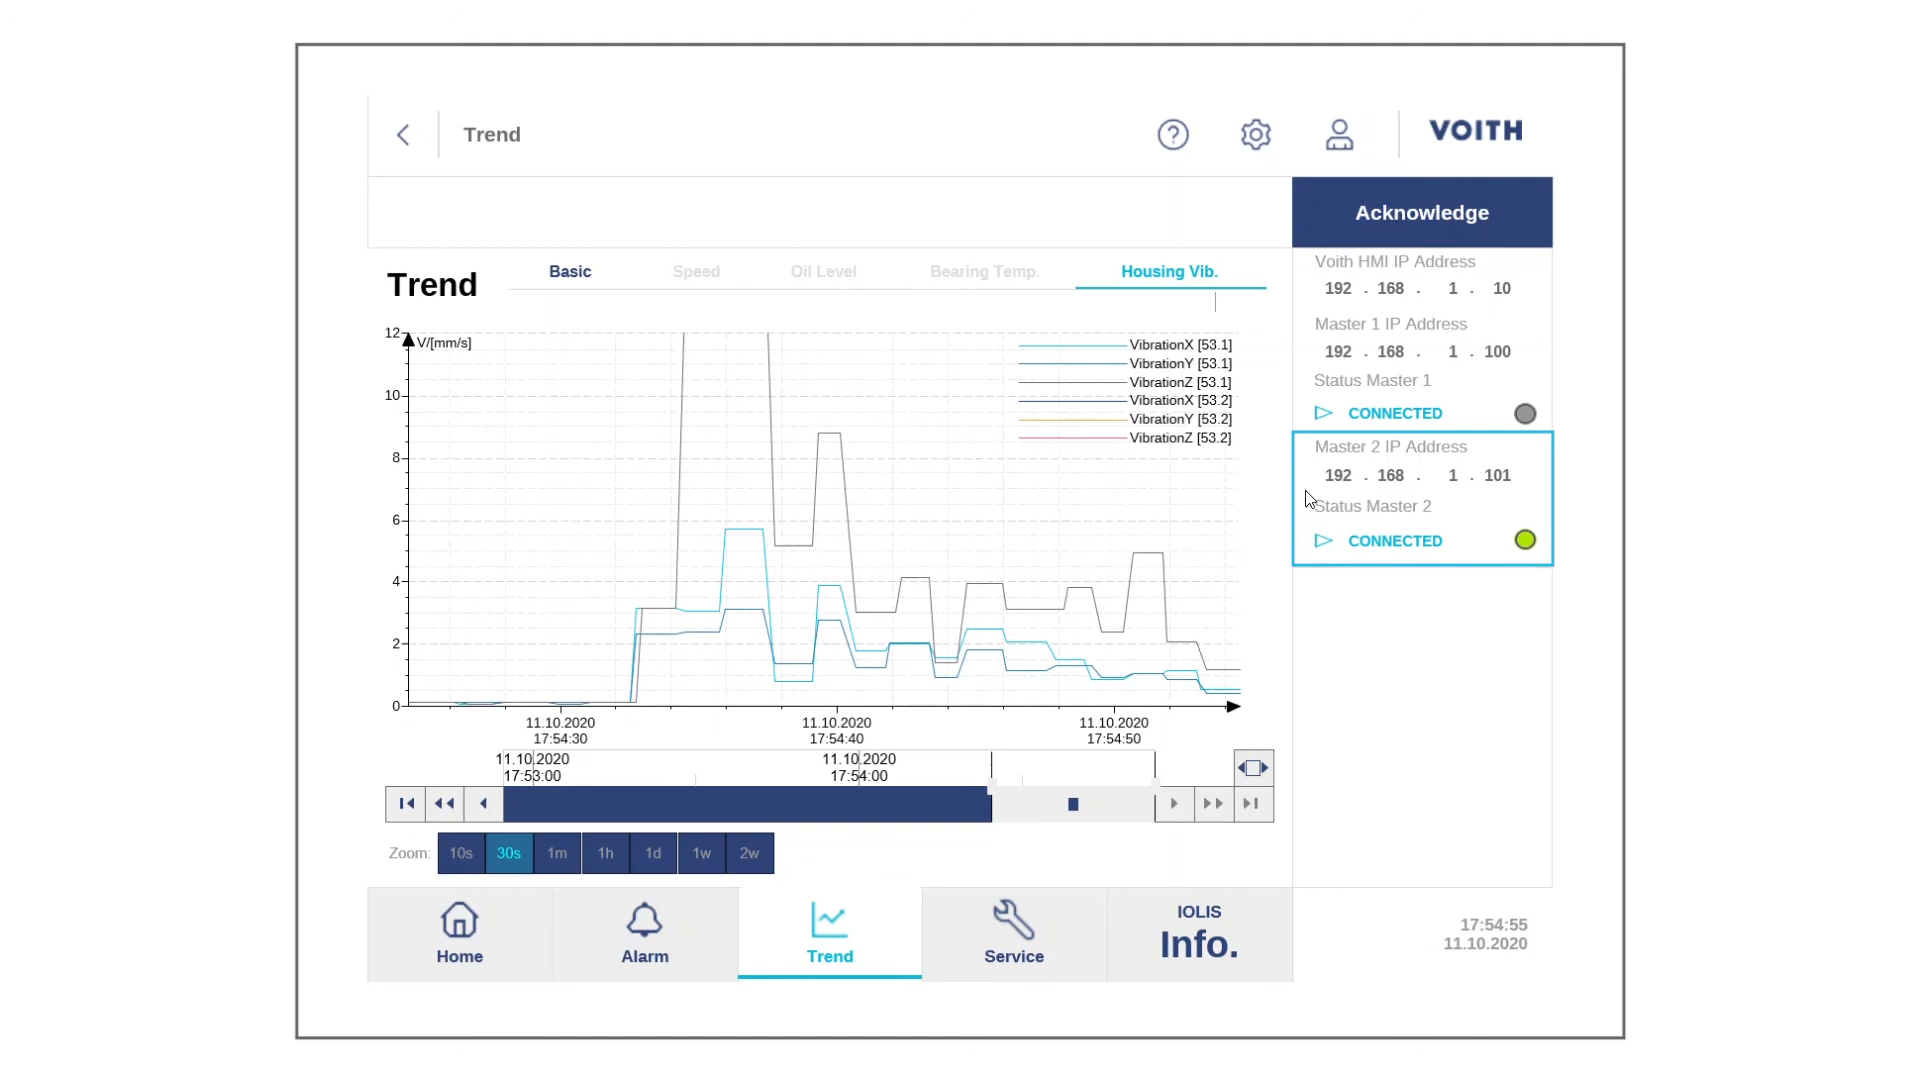 Trend
VOITH
Acknowledge
Trend
Basic
Speed
Oil Level
Bearing Temp.
Housing Vib.
Voith HMI IP Address
192 . 168 . 1 . 10
Master 1 IP Address
192 . 168 . 1 . 100
Status Master 1
CONNECTED
Master 2 IP Address
192 . 168 . 1 . 101
Status Master 2
CONNECTED
V/[mm/s]
12
10
8
6
4
2
0
VibrationX [53.1]
VibrationY [53.1]
VibrationZ [53.1]
VibrationX [53.2]
VibrationY [53.2]
VibrationZ [53.2]
11.10.2020
17:54:30
11.10.2020
17:54:40
11.10.2020
17:54:50
11.10.2020
17:53:00
11.10.2020
17:54:00
Zoom:
10s
30s
1m
1h
1d
1w
2w
Home
Alarm
Trend
Service
IOLIS
Info.
17:54:55
11.10.2020